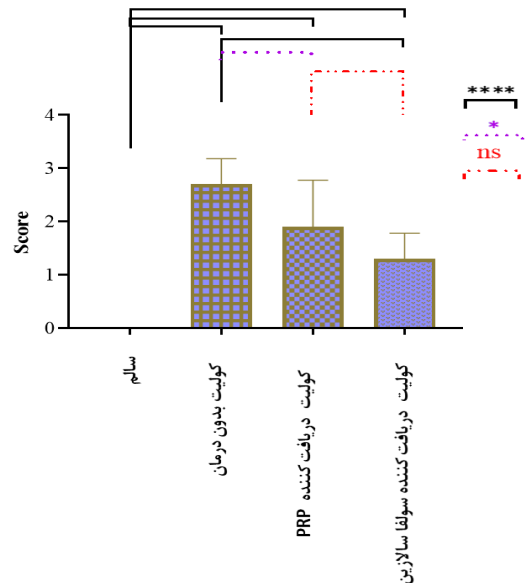 ****
*
ns
Score
4
3
2
1
0
سالم
کولیت بدون درمان
کولیت دریافت کننده PRP
کولیت دریافت کننده سولفا سالازین